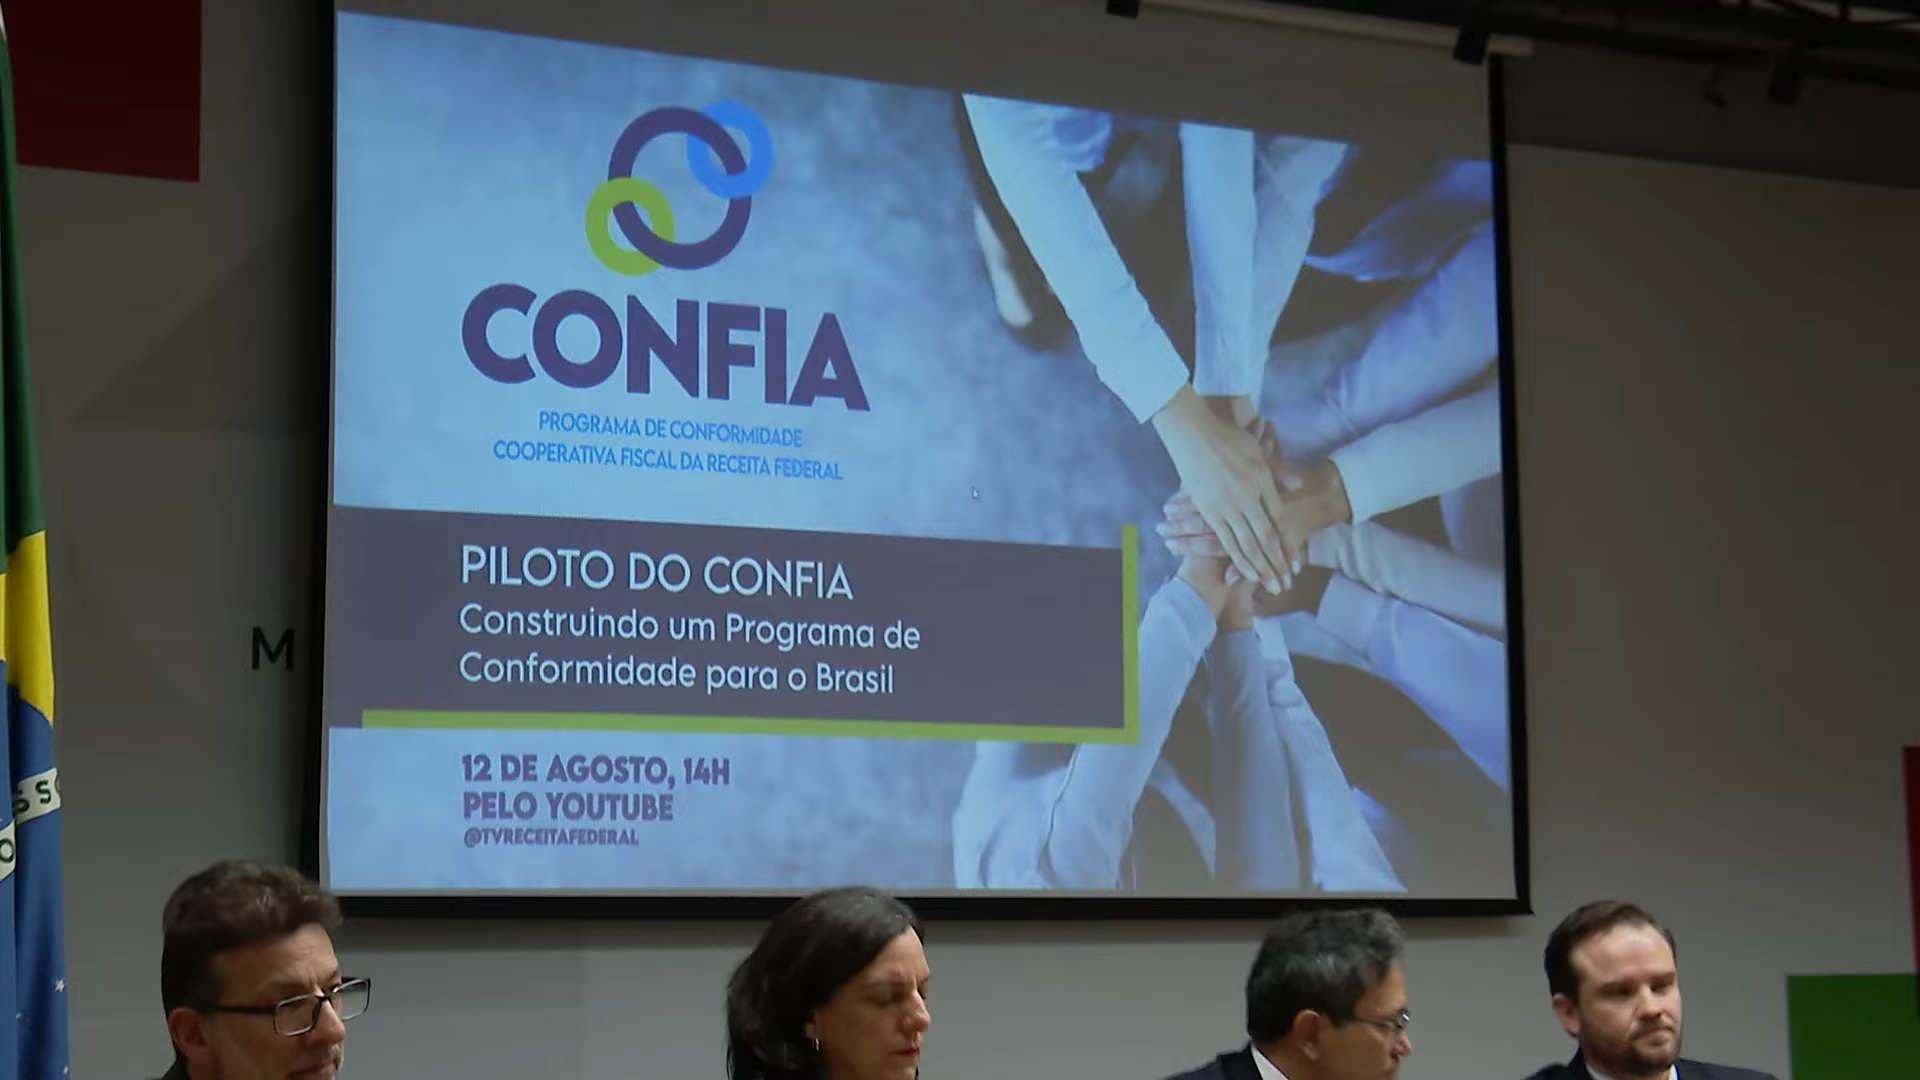 CONFIA
PROGRAMA DE CONFORMIDADE
COOPERATIVA FISCAL DA RECEITA FEDERAL
PILOTO DO CONFIA
Construindo um Programa de
Conformidade para o Brasil
12 DE AGOSTO, 14H
PELO YOUTUBE
@TVRECEITAFEDERAL
M